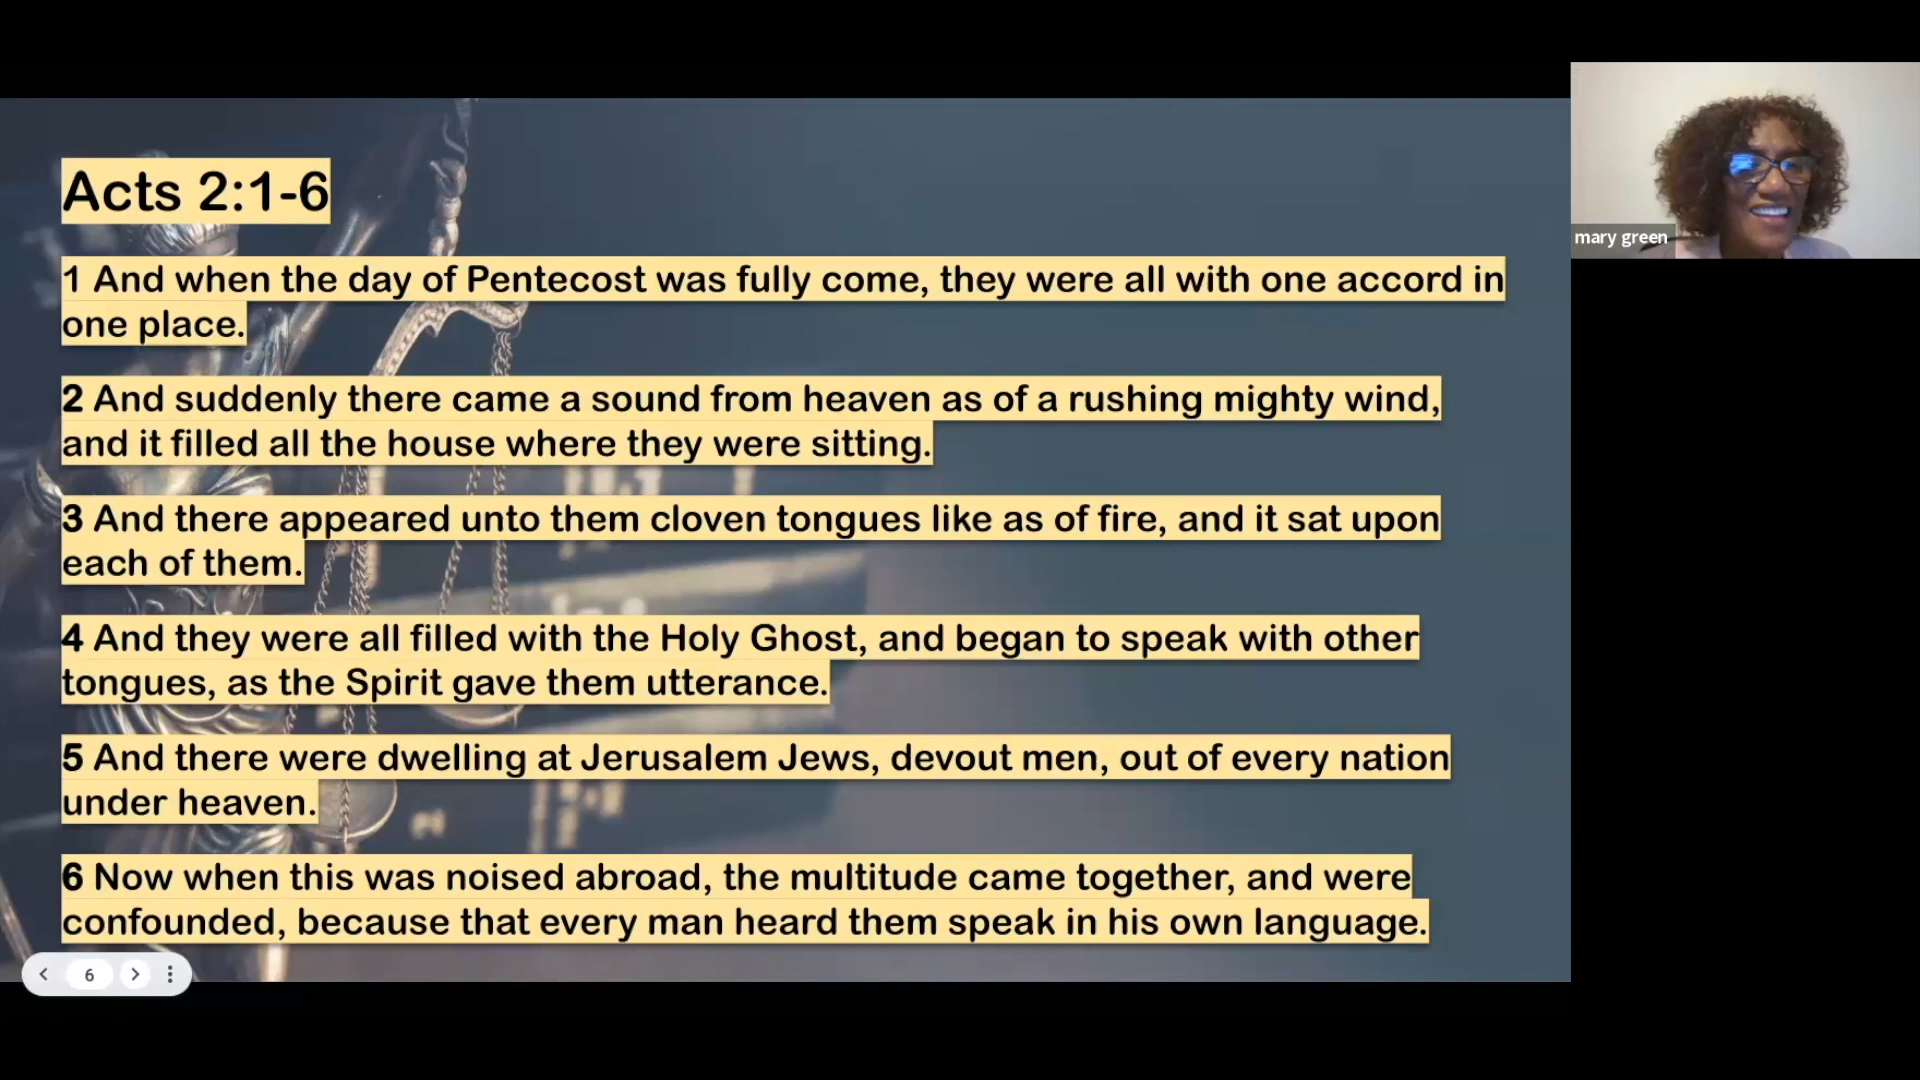 Acts 2:1-6
1 And when the day of Pentecost was fully come, they were all with one accord in
one place.
2 And suddenly there came a sound from heaven as of a rushing mighty wind,
and it filled all the house where they were sitting.
3 And there appeared unto them cloven tongues like as of fire, and it sat upon
each of them.
4 And they were all filled with the Holy Ghost, and began to speak with other
tongues, as the Spirit gave them utterance.
5 And there were dwelling at Jerusalem Jews, devout men, out of every nation
under heaven.
6 Now when this was noised abroad, the multitude came together, and were
confounded, because that every man heard them speak in his own language.
6
mary green